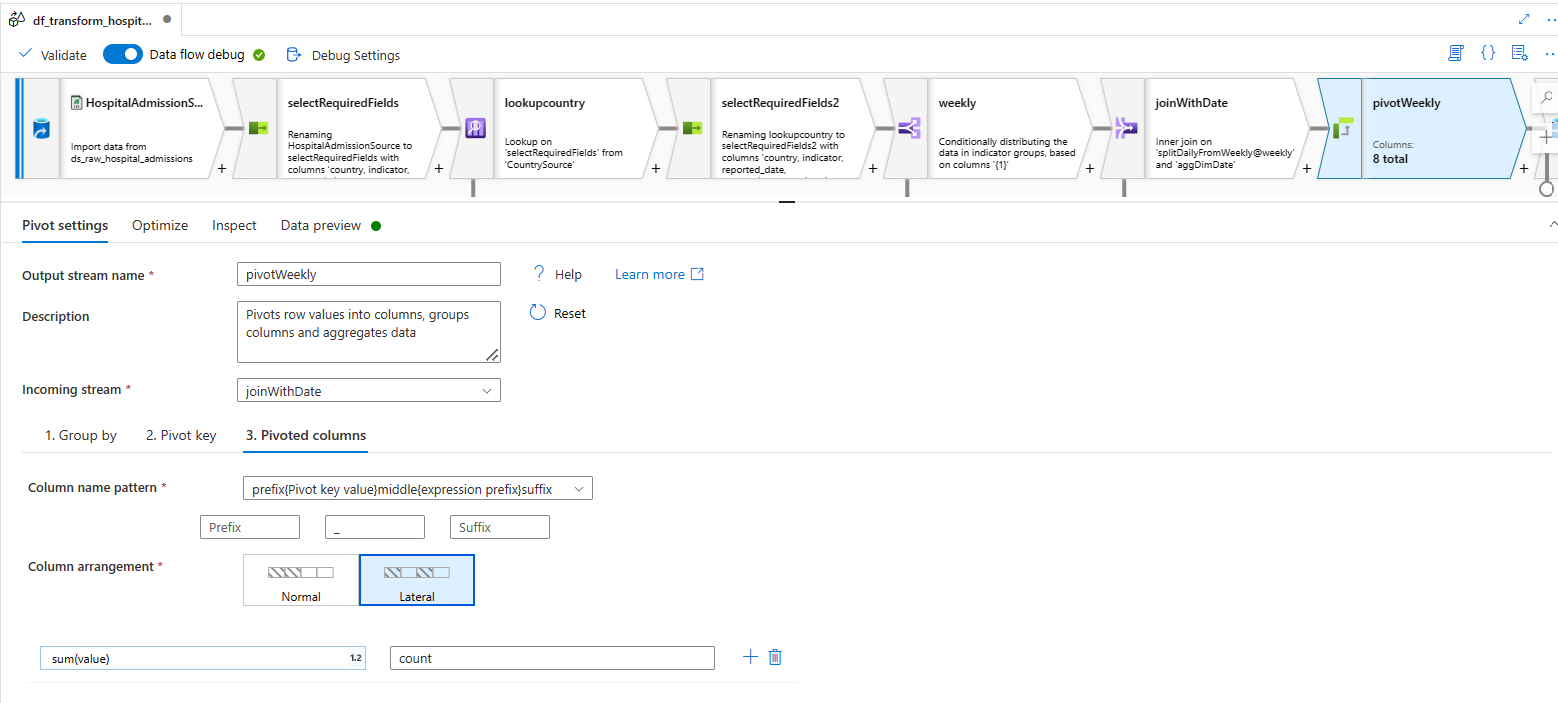 df_transform_hospit...
Validate
Data flow debug
Debug Settings
HospitalAdmissionS...
Import data from
ds_raw_hospital_admissions
+
selectRequiredFields
Renaming
HospitalAdmissionSource to
selectRequiredFields with
columns 'country, indicator,
+
lookupcountry
Lookup on
'selectRequiredFields' from
'CountrySource'
+
selectRequiredFields2
Renaming lookupcountry to
selectRequiredFields2 with
columns 'country, indicator,
reported_date,
+
weekly
Conditionally distributing the
data in indicator groups, based
on columns '{1}'
+
joinWithDate
Inner join on
'splitDailyFromWeekly@weekly'
and 'aggDimDate'
+
pivotWeekly
Columns:
8 total
+
Pivot settings
Optimize
Inspect
Data preview
Output stream name *
pivotWeekly
? Help
Learn more
Description
Pivots row values into columns, groups
columns and aggregates data
Reset
Incoming stream *
joinWithDate
1. Group by
2. Pivot key
3. Pivoted columns
Column name pattern *
prefix{Pivot key value}middle{expression prefix}suffix
Prefix
_
Suffix
Column arrangement *
Normal
Lateral
sum(value)
1.2
count